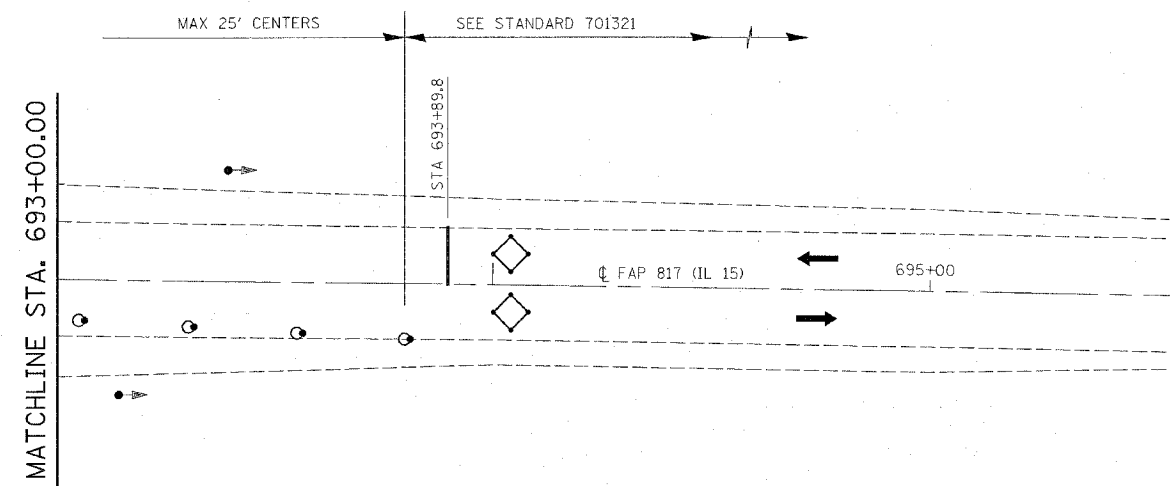 MAX 25' CENTERS
SEE STANDARD 701321
MATCHLINE STA. 693+00.00
STA 693+89.8
℄ FAP 817 (IL 15)
695+00